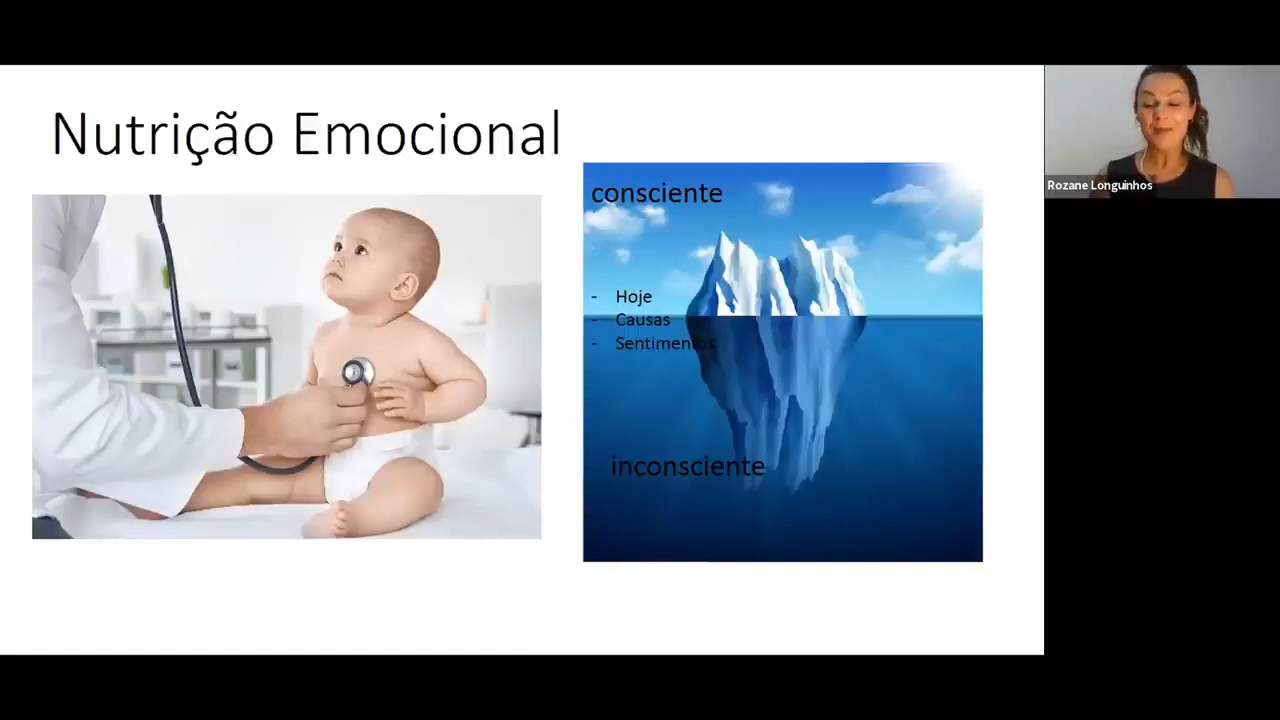 Nutrição Emocional
consciente
- Hoje
- Causas
- Sentimentos
inconsciente
Rozane Longuinhos